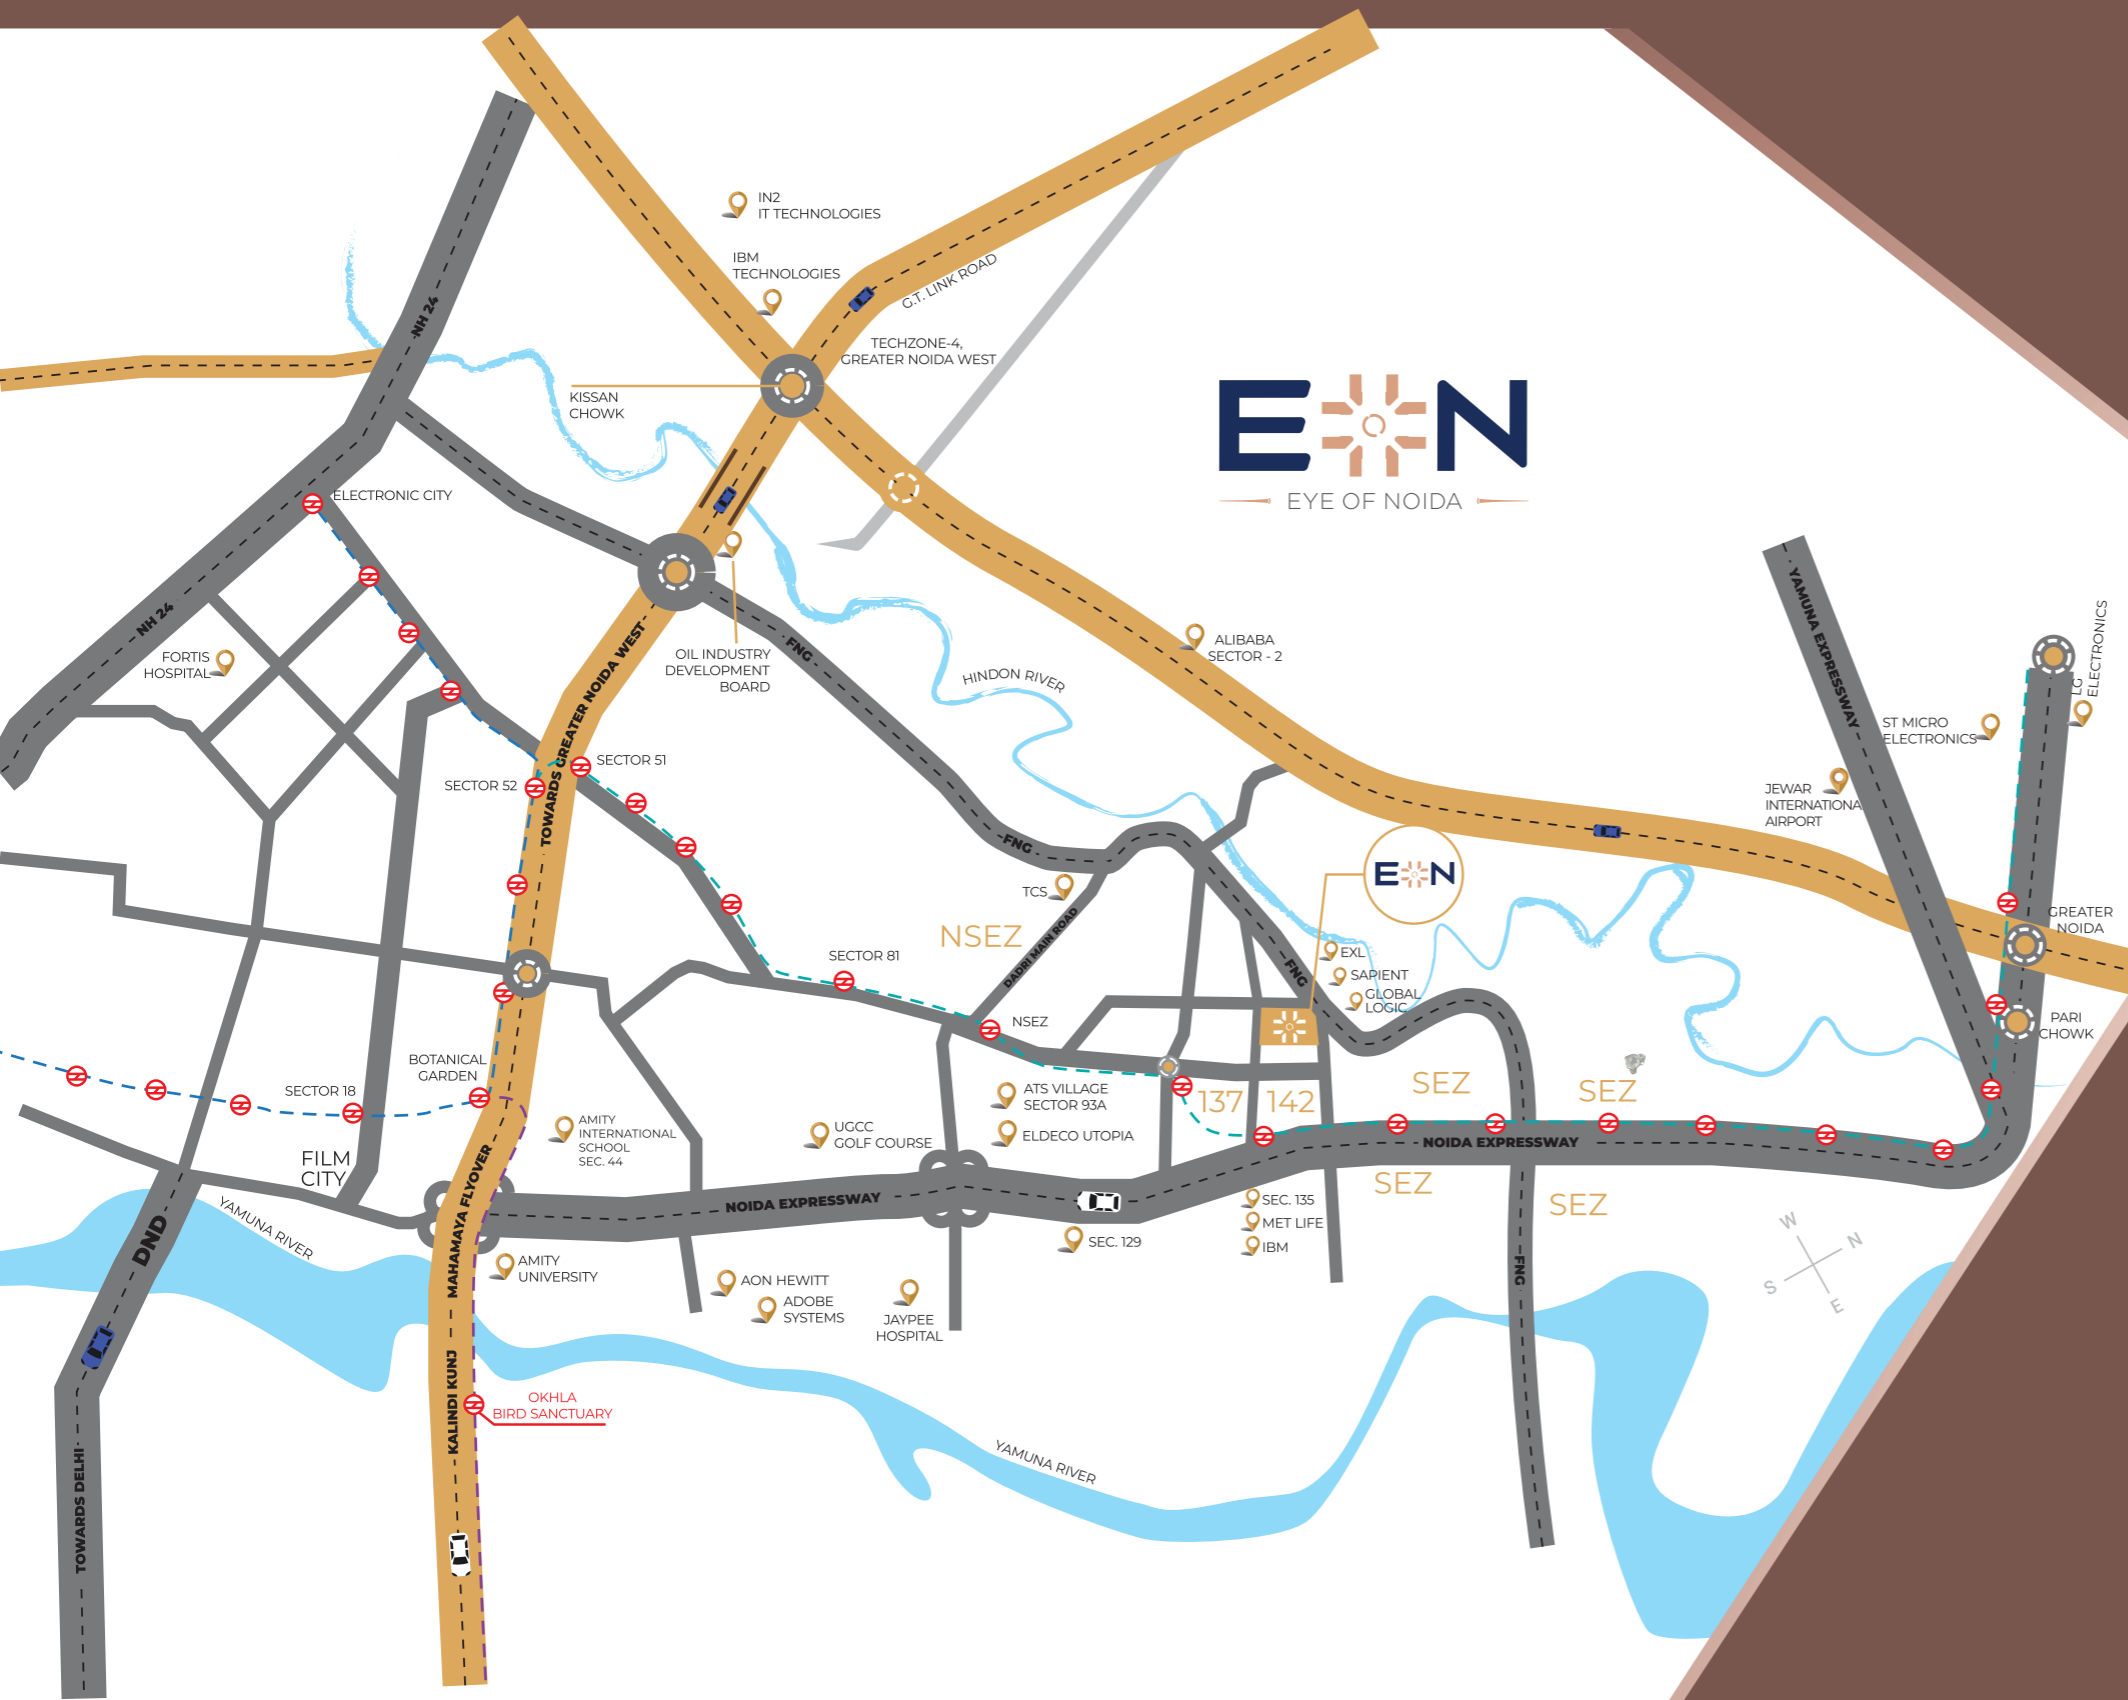 IN2
IT TECHNOLOGIES
IBM
TECHNOLOGIES
G.T. LINK ROAD
NH 24
TECHZONE-4,
GREATER NOIDA WEST
KISSAN
CHOWK
EON
EYE OF NOIDA
ELECTRONIC CITY
NH 24
FORTIS
HOSPITAL
OIL INDUSTRY
DEVELOPMENT
BOARD
FNG
HINDON RIVER
ALIBABA
SECTOR - 2
YAMUNA EXPRESSWAY
LG
ELECTRONICS
ST MICRO
ELECTRONICS
JEWAR
INTERNATIONA
AIRPORT
TOWARDS GREATER NOIDA WEST
SECTOR 51
SECTOR 52
FNG
TCS
EON
NSEZ
DADRI MAIN ROAD
SECTOR 81
FNG
EXL
SAPIENT
GLOBAL
LOGIC
GREATER
NOIDA
PARI
CHOWK
NSEZ
BOTANICAL
GARDEN
SECTOR 18
ATS VILLAGE
SECTOR 93A
ELDECO UTOPIA
137
142
SEZ
SEZ
AMITY
INTERNATIONAL
SCHOOL
SEC. 44
UGCC
GOLF COURSE
NOIDA EXPRESSWAY
FILM
CITY
SEZ
SEZ
YAMUNA RIVER
DND
MAHAMAYA FLYOVER
NOIDA EXPRESSWAY
SEC. 135
MET LIFE
IBM
SEC. 129
AMITY
UNIVERSITY
AON HEWITT
ADOBE
SYSTEMS
JAYPEE
HOSPITAL
FNG
W
N
S
E
KALINDI KUNJ
OKHLA
BIRD SANCTUARY
YAMUNA RIVER
TOWARDS DELHI